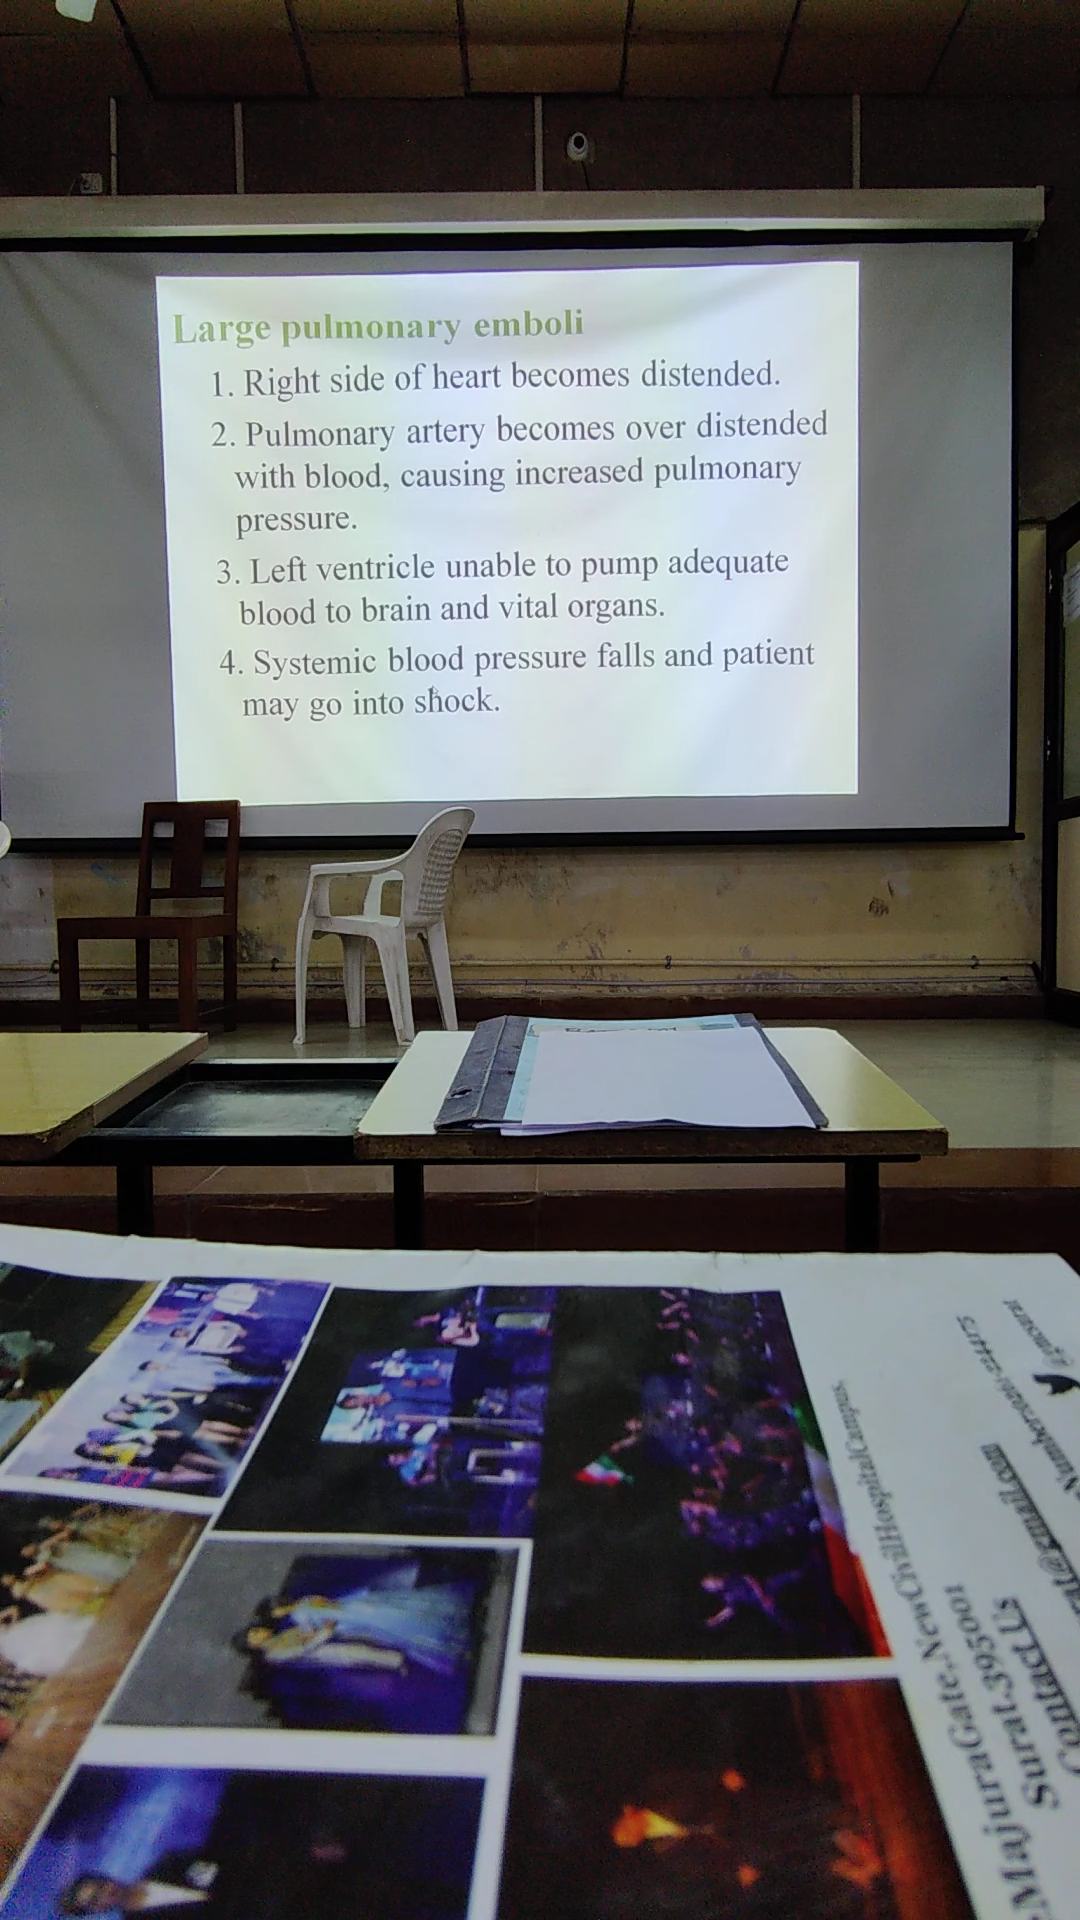 Large pulmonary emboli
1. Right side of heart becomes distended.
2. Pulmonary artery becomes over distended
with blood, causing increased pulmonary
pressure.
3. Left ventricle unable to pump adequate
blood to brain and vital organs.
4. Systemic blood pressure falls and patient
may go into shock.
MajuraGate,NewCivilHospitalCampus,
Surat.395001
Contact Us